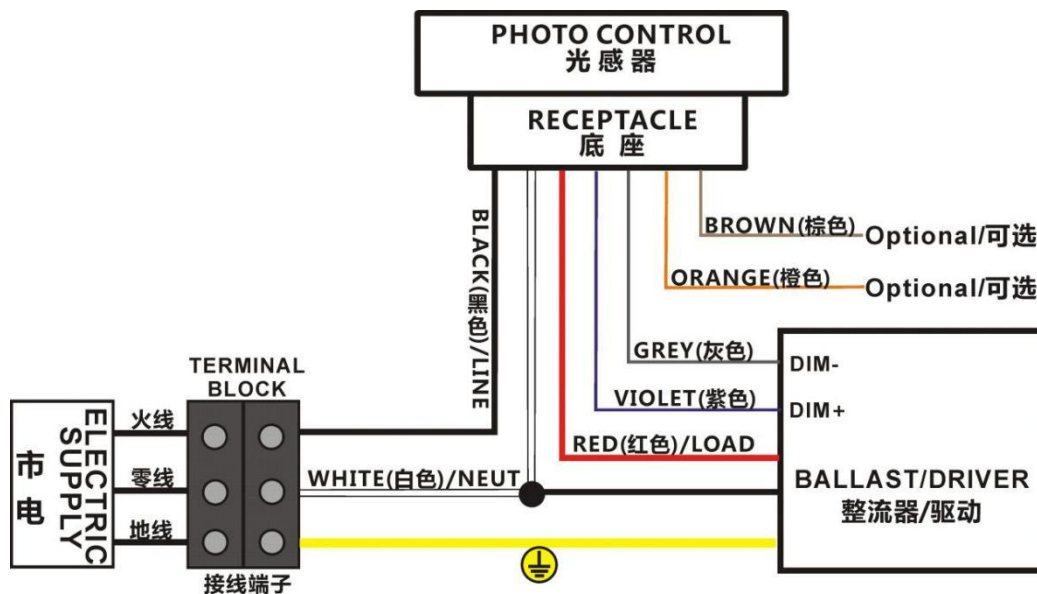 PHOTO CONTROL
光感器
RECEPTACLE
底 座
BLACK(黑色)/LINE
BROWN(棕色)
Optional/可选
ORANGE(橙色)
Optional/可选
GREY(灰色)
DIM-
VIOLET(紫色)
DIM+
RED(红色)/LOAD
TERMINAL
BLOCK
ELECTRIC
SUPPLY
市电
火线
零线
地线
WHITE(白色)/NEUT
BALLAST/DRIVER
整流器/驱动
接线端子